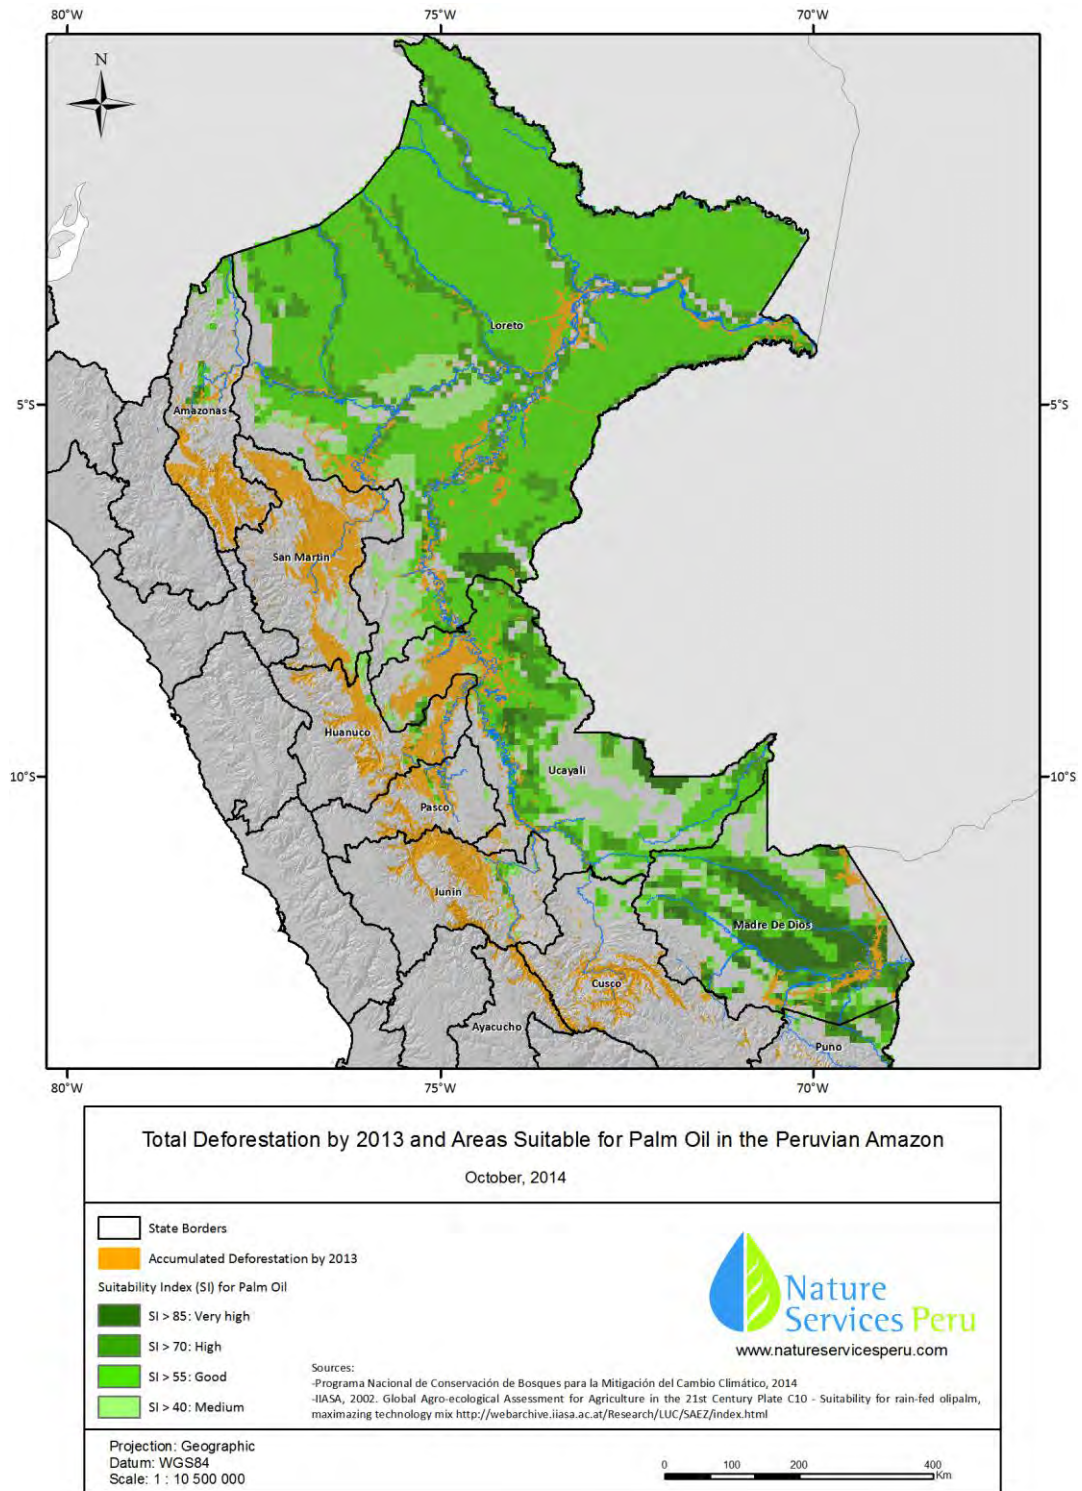 80°W
75°W
70°W
N
Loreto
5°S
5°S
Amazonas
San Martin
Huanuco
Ucayali
10°S
10°S
Pasco
Junin
Madre De Dios
Cusco
Ayacucho
Puno
80°W
75°W
70°W
Total Deforestation by 2013 and Areas Suitable for Palm Oil in the Peruvian Amazon
October, 2014
State Borders
Accumulated Deforestation by 2013
Suitability Index (SI) for Palm Oil
SI > 85: Very high
SI > 70: High
SI > 55: Good
SI > 40: Medium
Nature
Services Peru
www.natureservicesperu.com
Sources:
-Programa Nacional de Conservación de Bosques para la Mitigación del Cambio Climático, 2014
-IIASA, 2002. Global Agro-ecological Assessment for Agriculture in the 21st Century Plate C10 - Suitability for rain-fed olipalm,
maximazing technology mix http://webarchive.iiasa.ac.at/Research/LUC/SAEZ/index.html
Projection: Geographic
Datum: WGS84
Scale: 1 : 10 500 000
0 100 200 400
Km